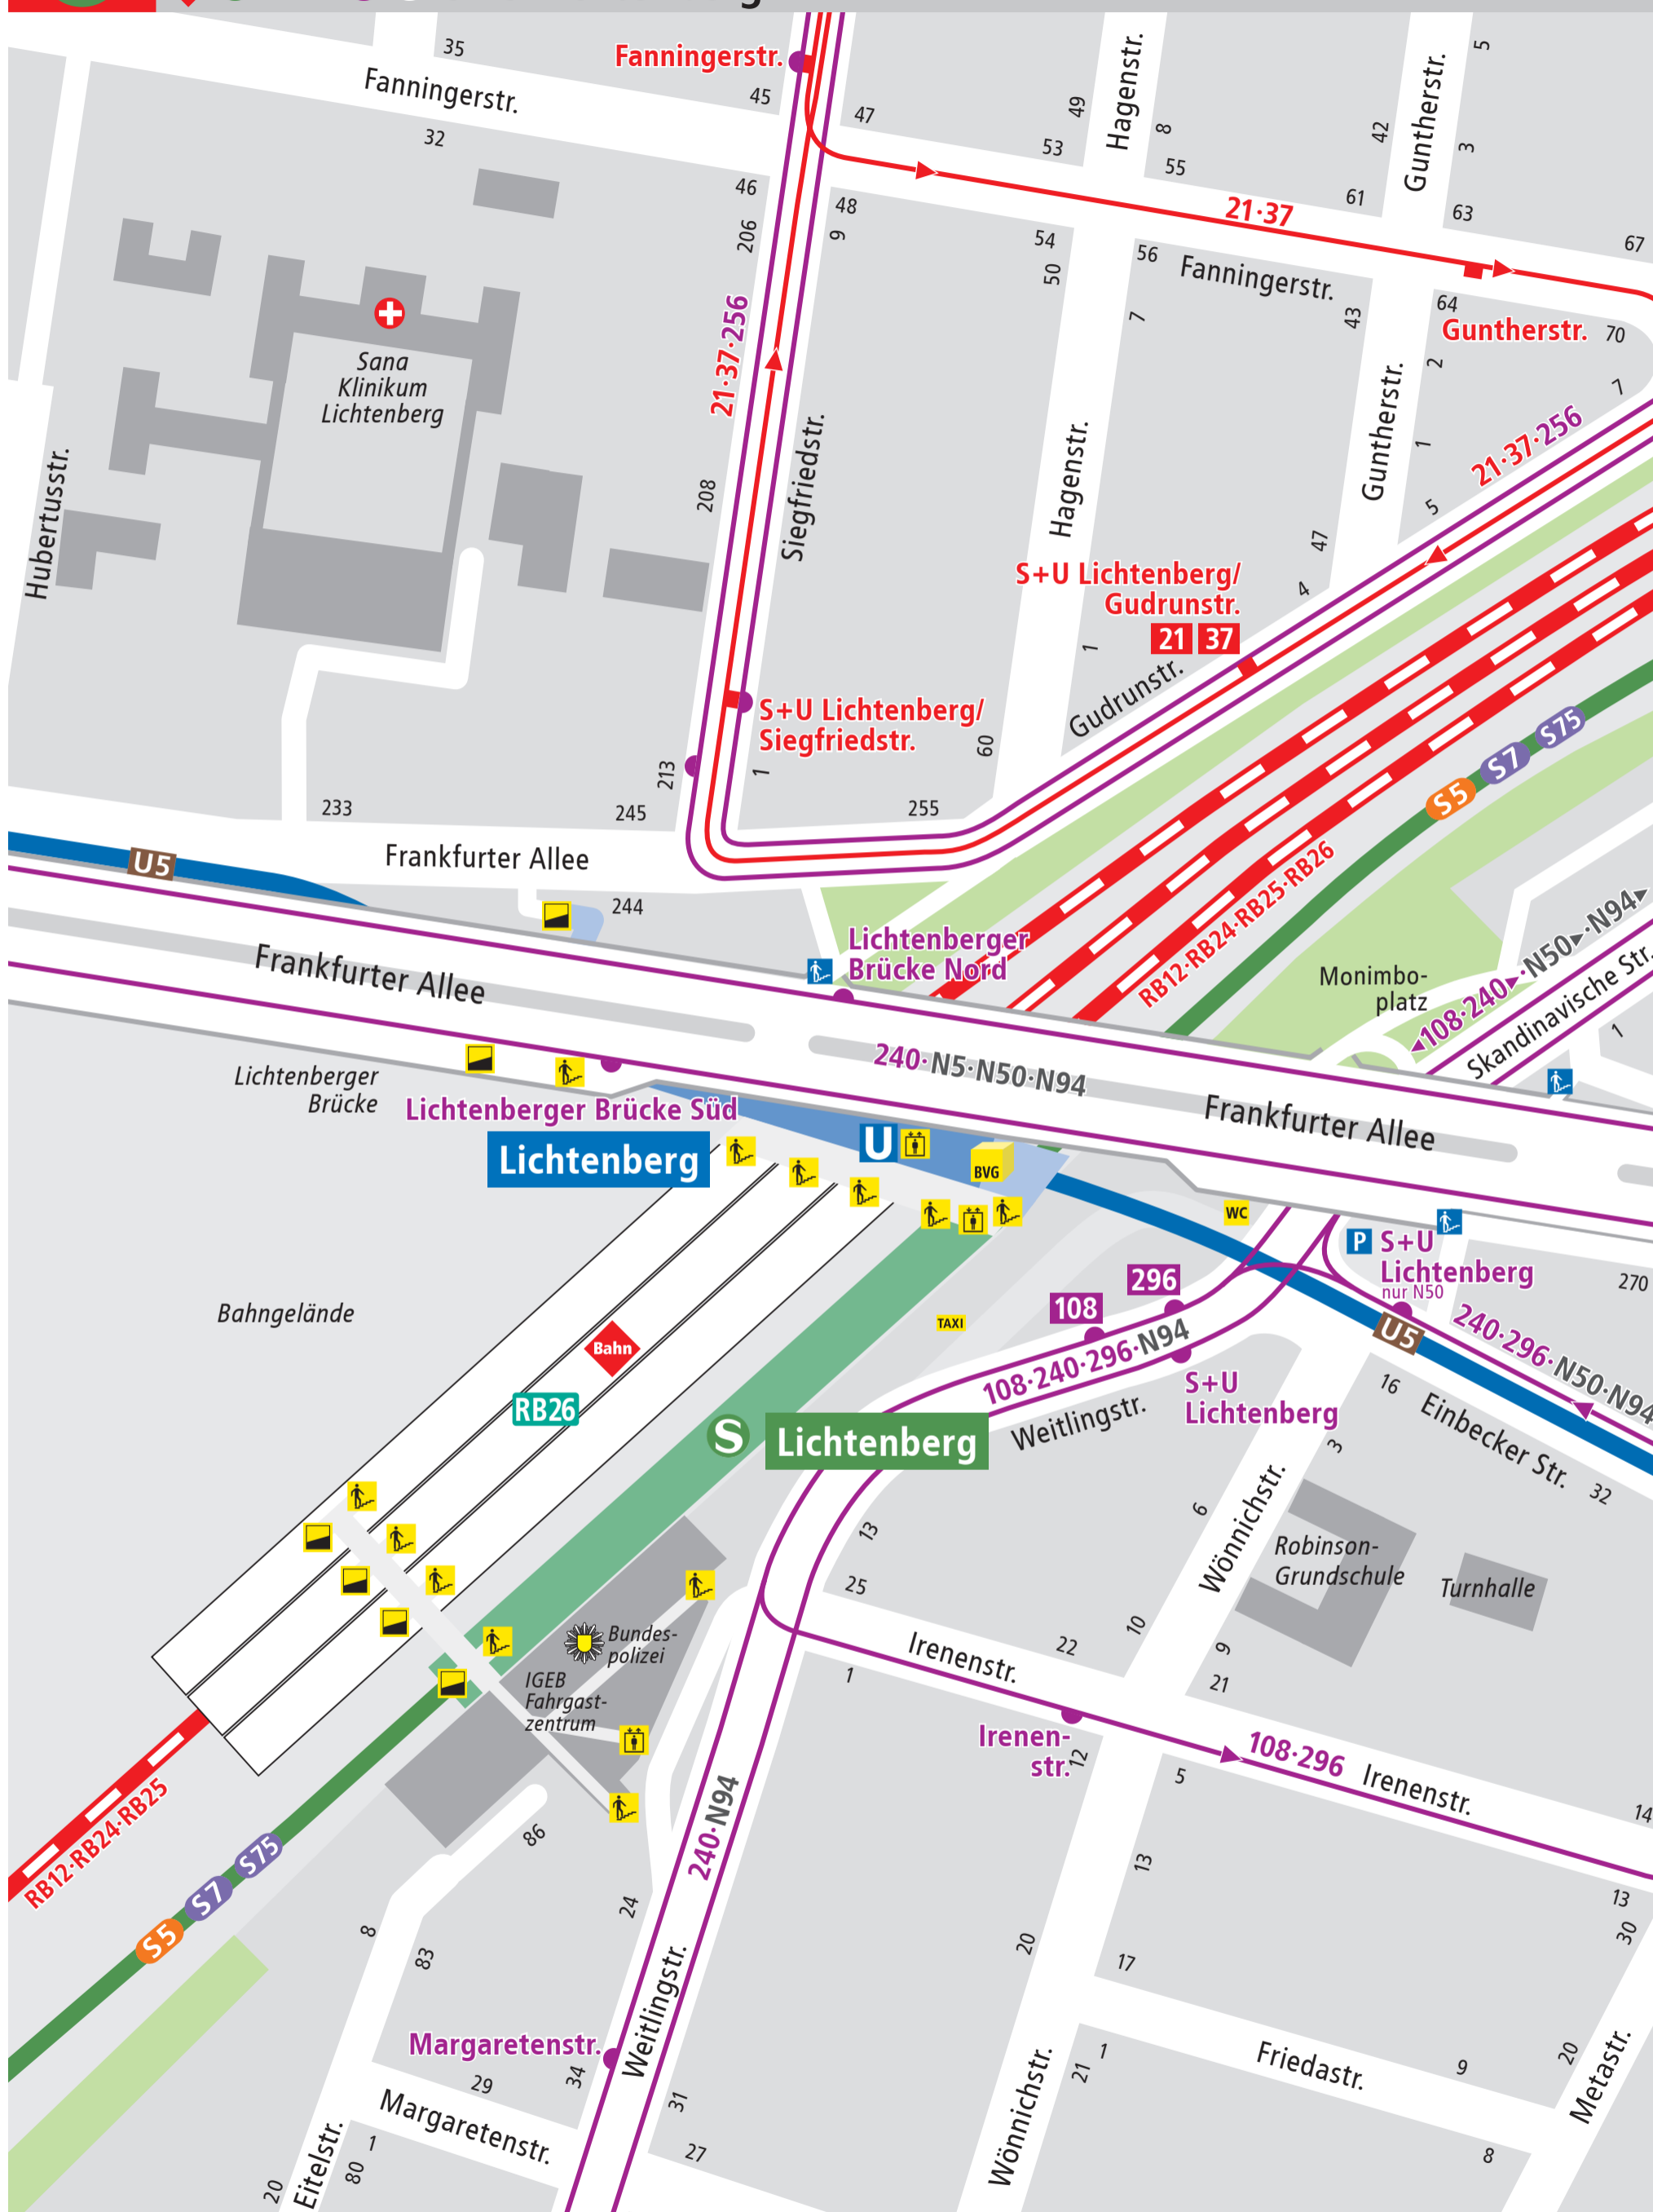 35
Fanningerstr.
45
Fanningerstr.
32
47
49
Hagenstr.
8
42
Guntherstr.
5
3
53
55
61
63
67
21·37
46
206
48
9
54
50
56
Fanningerstr.
7
43
64
Guntherstr.
70
2
7
Sana
Klinikum
Lichtenberg
21·37·256
Siegfriedstr.
208
Hagenstr.
Guntherstr.
1
5
21·37·256
47
4
Hubertusstr.
S+U Lichtenberg/
Gudrunstr.
21 37
1
Gudrunstr.
S+U Lichtenberg/
Siegfriedstr.
213
1
60
S5 S7 S75
233
245
255
Frankfurter Allee
U5
244
RB12·RB24·RB25·RB26
Lichtenberger
Brücke Nord
Frankfurter Allee
Monimbo-
platz
108·240·N50·N94
Skandinavische Str.
1
240·N5·N50·N94
Lichtenberger
Brücke
Lichtenberger Brücke Süd
Frankfurter Allee
Lichtenberg
U
BVG
WC
P
S+U
Lichtenberg
nur N50
270
Bahngelände
296
108
TAXI
Bahn
RB26
108·240·296·N94
U5
240·296·N50·N94
S+U
Lichtenberg
Weitlingstr.
16
Einbecker Str.
32
S
Lichtenberg
3
6
Wönnichstr.
Robinson-
Grundschule
Turnhalle
13
25
10
9
21
Irenenstr.
22
1
Bundes-
polizei
IGEB
Fahrgast-
zentrum
Irenen-
str.
12
108·296
Irenenstr.
5
14
RB12·RB24·RB25
S5 S7 S75
240·N94
86
13
13
30
24
8
83
20
17
Weitlingstr.
Margaretenstr.
34
29
31
Margaretenstr.
Wönnichstr.
21
1
Friedastr.
9
20
Metastr.
8
27
1
80
20
Eitelstr.